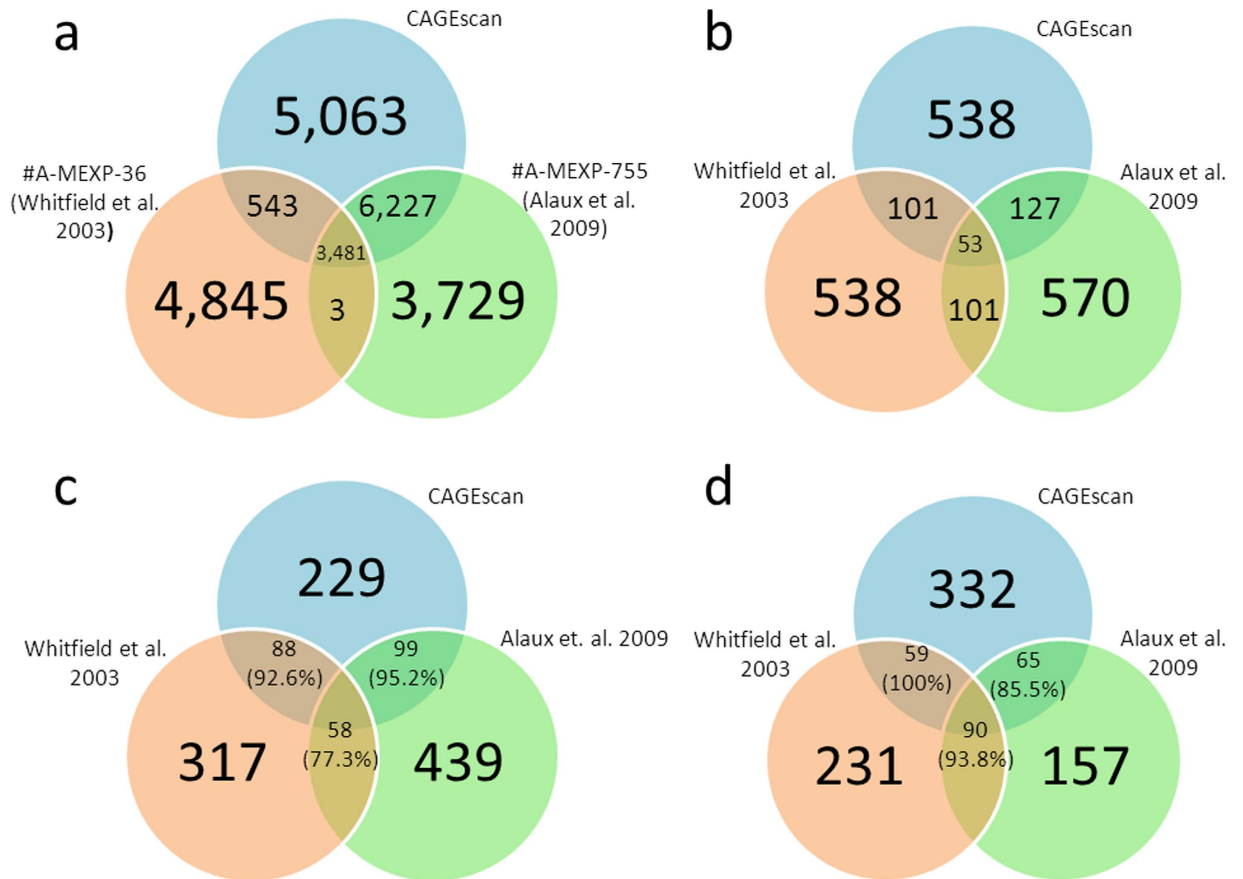 a
CAGEscan
5,063
#A-MEXP-36
(Whitfield et al.
2003)
#A-MEXP-755
(Alaux et al.
2009)
543
6,227
3,481
4,845
3
3,729
b
CAGEscan
538
Whitfield et al.
2003
Alaux et al.
2009
101
127
53
538
101
570
c
CAGEscan
229
Whitfield et al.
2003
Alaux et. al. 2009
88
(92.6%)
99
(95.2%)
58
(77.3%)
317
439
d
CAGEscan
332
Whitfield et al.
2003
Alaux et al.
2009
59
(100%)
65
(85.5%)
90
(93.8%)
231
157